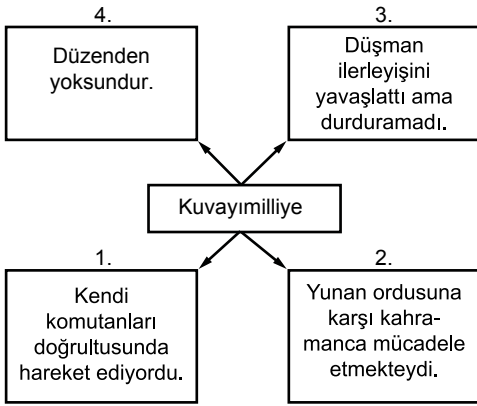 4.
Düzenden
yoksundur.
3.
Düşman
ilerleyişini
yavaşlattı ama
durduramadı.
Kuvayımilliye
1.
Kendi
komutanları
doğrultusunda
hareket ediyordu.
2.
Yunan ordusuna
karşı kahra-
manca mücadele
etmekteydi.